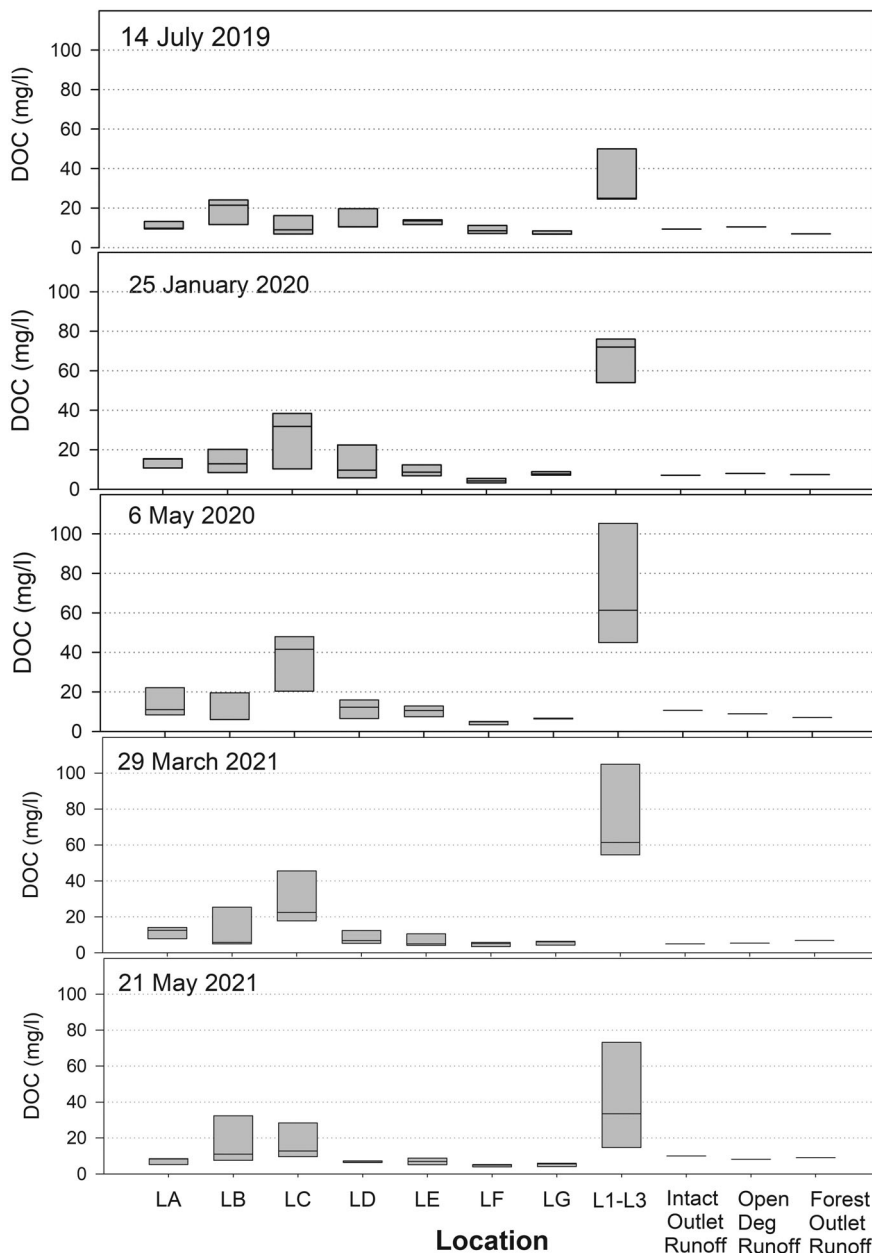 14 July 2019
DOC (mg/l)
100
80
60
40
20
0
25 January 2020
DOC (mg/l)
100
80
60
40
20
0
6 May 2020
DOC (mg/l)
100
80
60
40
20
0
29 March 2021
DOC (mg/l)
100
80
60
40
20
0
21 May 2021
DOC (mg/l)
100
80
60
40
20
0
LA LB LC LD LE LF LG L1-L3 Intact Open Forest
Outlet Deg Outlet
Runoff Runoff Runoff
Location